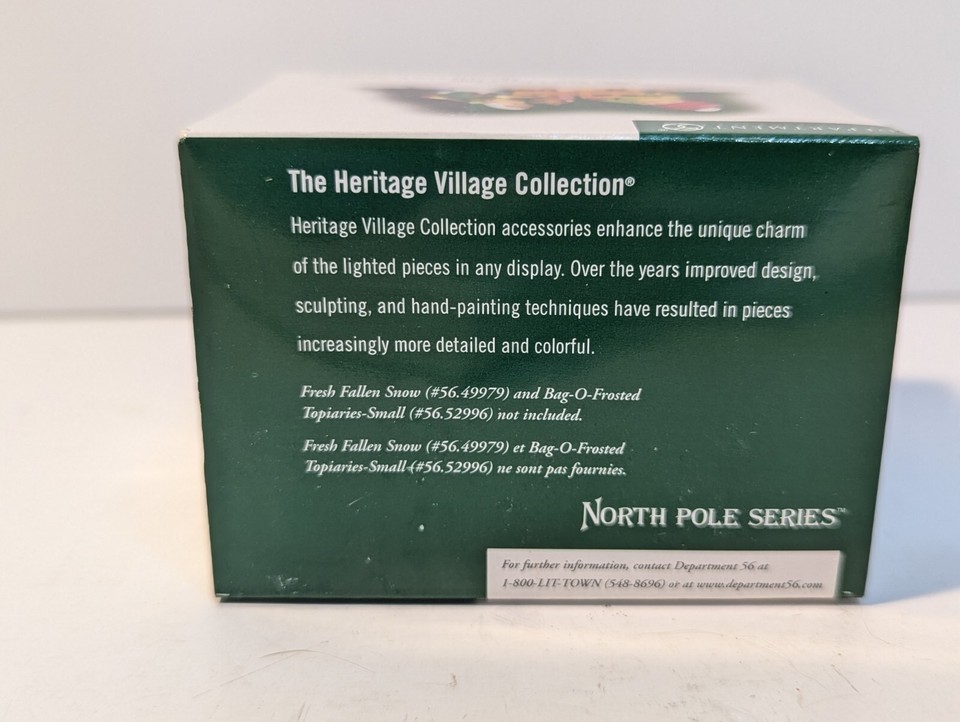 DEPARTMENT 56
The Heritage Village Collection®
Heritage Village Collection accessories enhance the unique charm
of the lighted pieces in any display. Over the years improved design,
sculpting, and hand-painting techniques have resulted in pieces
increasingly more detailed and colorful.
Fresh Fallen Snow (#56.49979) and Bag-O-Frosted
Topiaries-Small (#56.52996) not included.
Fresh Fallen Snow (#56.49979) et Bag-O-Frosted
Topiaries-Small (#56.52996) ne sont pas fournies.
NORTH POLE SERIES™
For further information, contact Department 56 at
1-800-LIT-TOWN (548-8696) or at www.department56.com